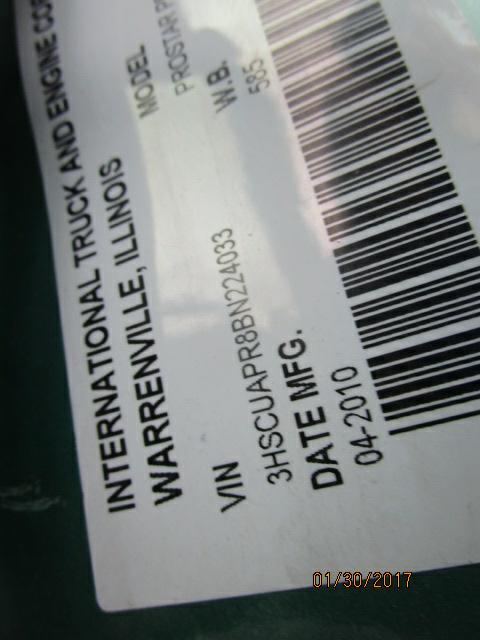 INTERNATIONAL TRUCK AND ENGINE
WARRENVILLE, ILLINOIS
MODEL
PROSTAR
VIN
W.B.
3HSCUAPR8BN224033
585
DATE MFG.
04-2010
01/30/2017